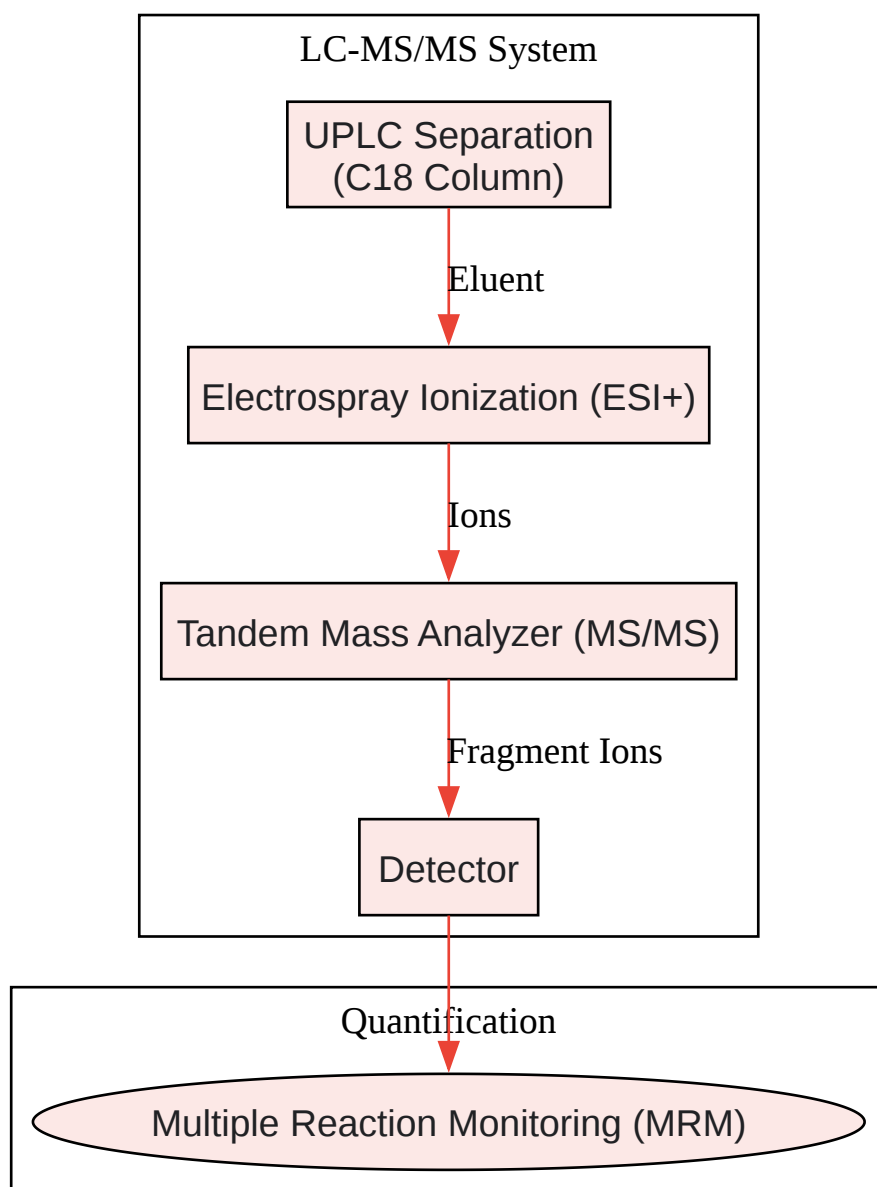 LC-MS/MS System
UPLC Separation
(C18 Column)
Eluent
Electrospray Ionization (ESI+)
Ions
Tandem Mass Analyzer (MS/MS)
Fragment Ions
Detector
Quantification
Multiple Reaction Monitoring (MRM)